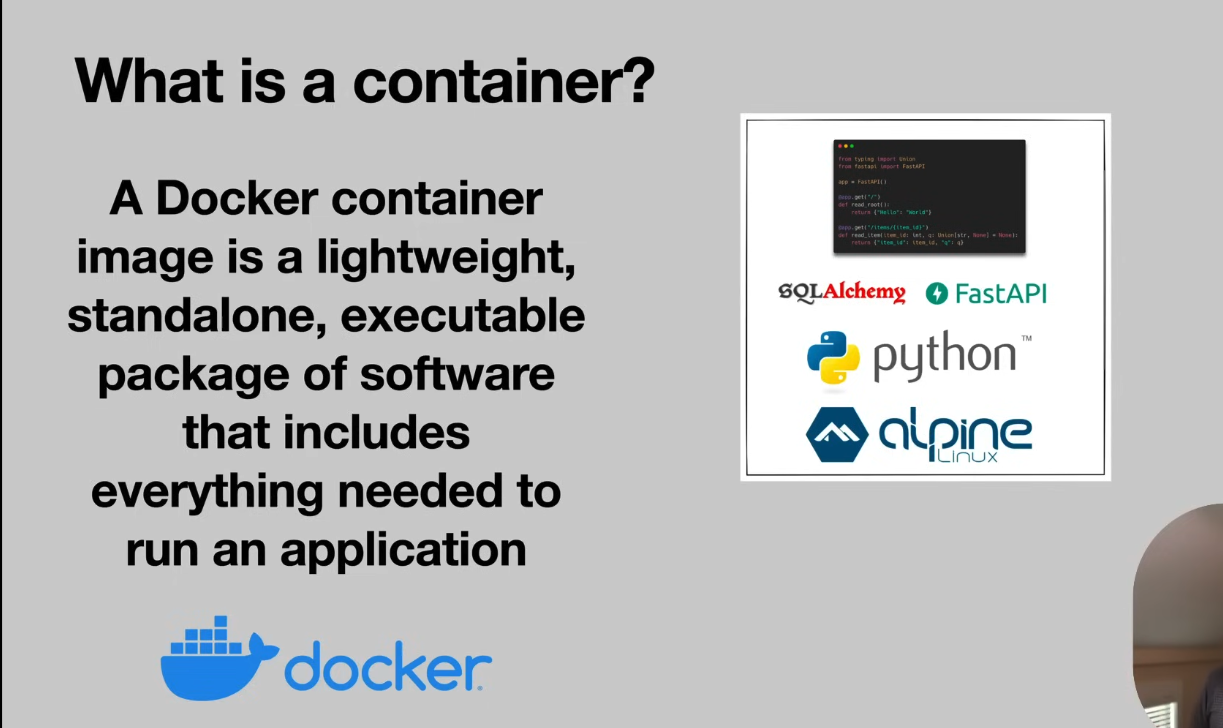 What is a container?
A Docker container
image is a lightweight,
standalone, executable
package of software
that includes
everything needed to
run an application
docker
from typing import Union
from fastapi import FastAPI
app = FastAPI()
@app.get("/")
def read_root():
return {"Hello": "World"}
@app.get("/items/{item_id}")
def read_item(item_id: int, q: Union[str, None] = None):
return {"item_id": item_id, "q": q}
SQLAlchemy FastAPI
python™
alpine
Linux